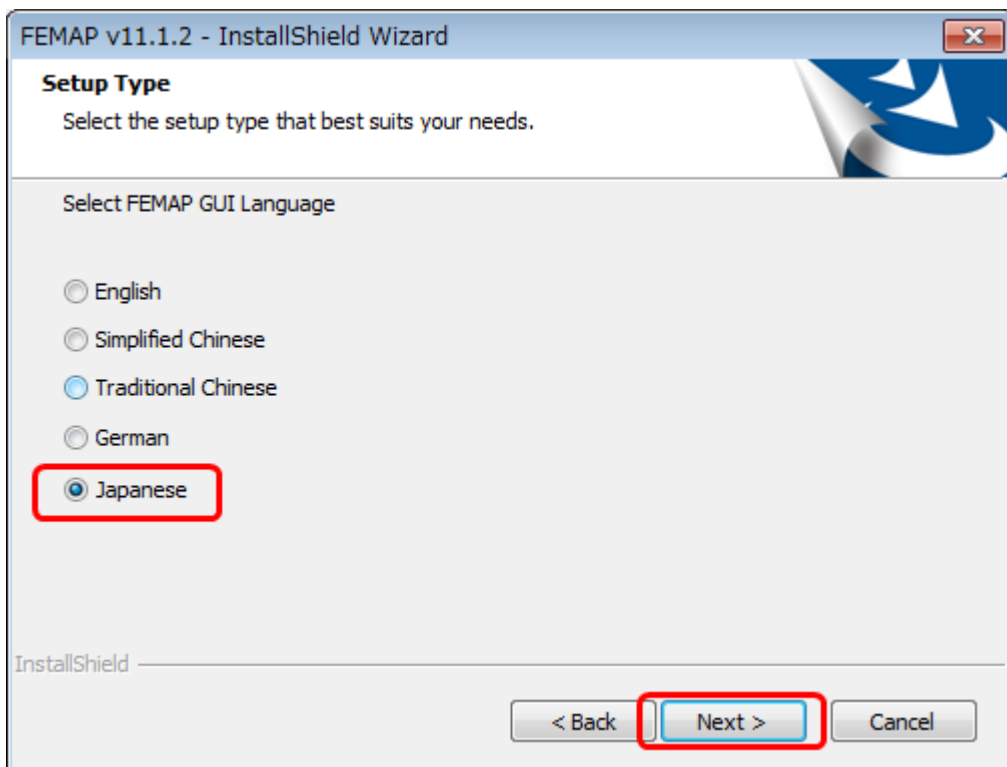 FEMAP v11.1.2 - InstallShield Wizard
Setup Type
Select the setup type that best suits your needs.
Select FEMAP GUI Language
English
Simplified Chinese
Traditional Chinese
German
Japanese
InstallShield
< Back Next > Cancel